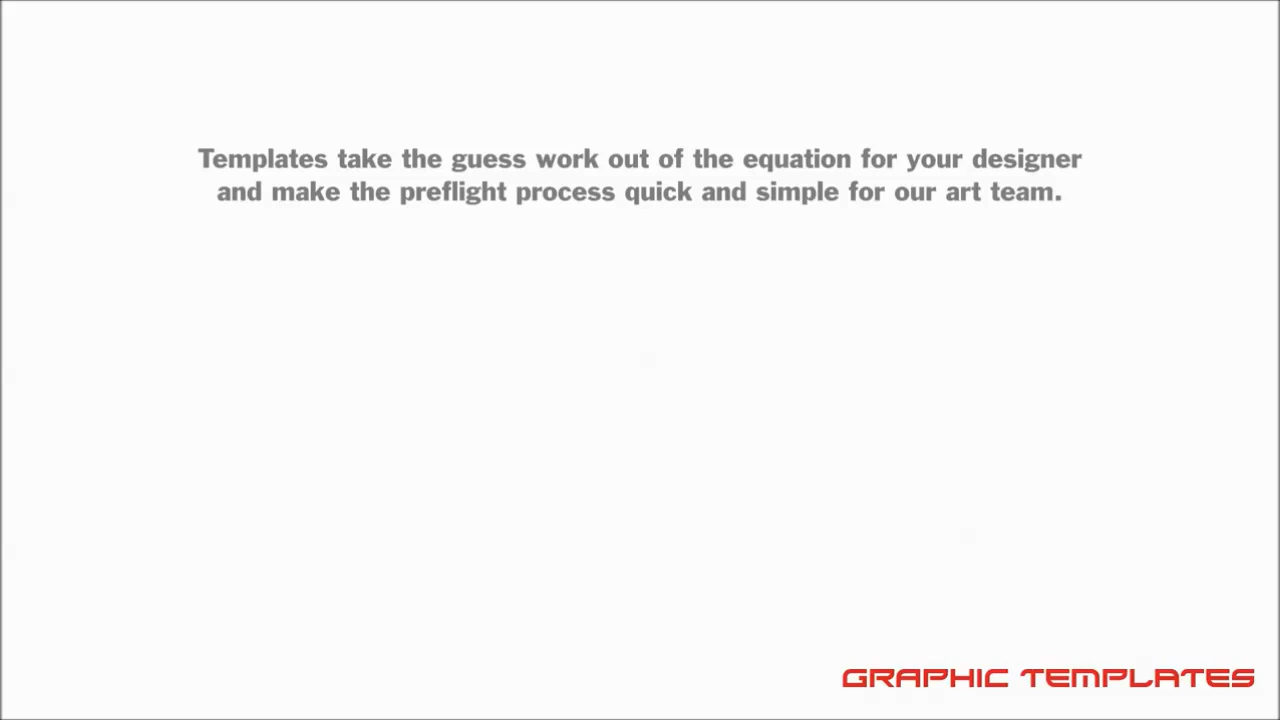 Templates take the guess work out of the equation for your designer
and make the preflight process quick and simple for our art team.
GRAPHIC TEMPLATES